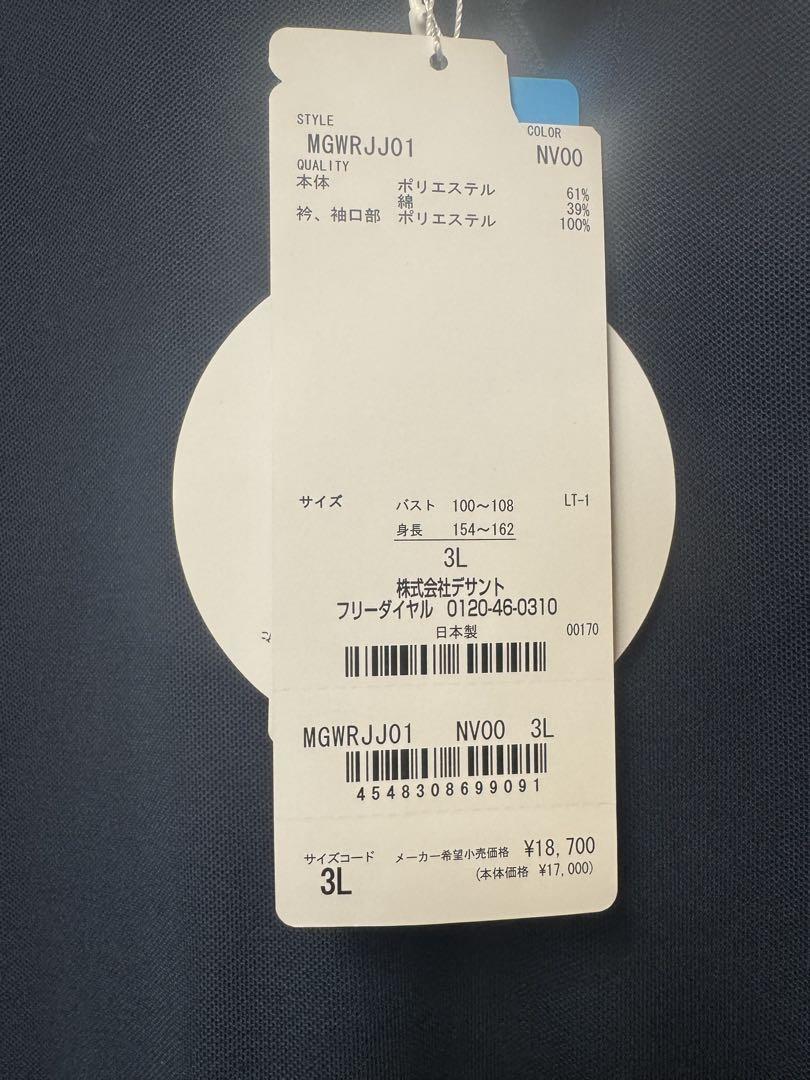 STYLE
MGWRJJ01
COLOR
NV00
QUALITY
本体 ポリエステル 61%
綿 39%
衿、袖口部 ポリエステル 100%
サイズ バスト 100～108 LT-1
身長 154～162
3L
株式会社デサント
フリーダイヤル 0120-46-0310
日本製 00170
MGWRJJ01 NV00 3L
4548308699091
サイズコード メーカー希望小売価格 ¥18,700
3L (本体価格 ¥17,000)